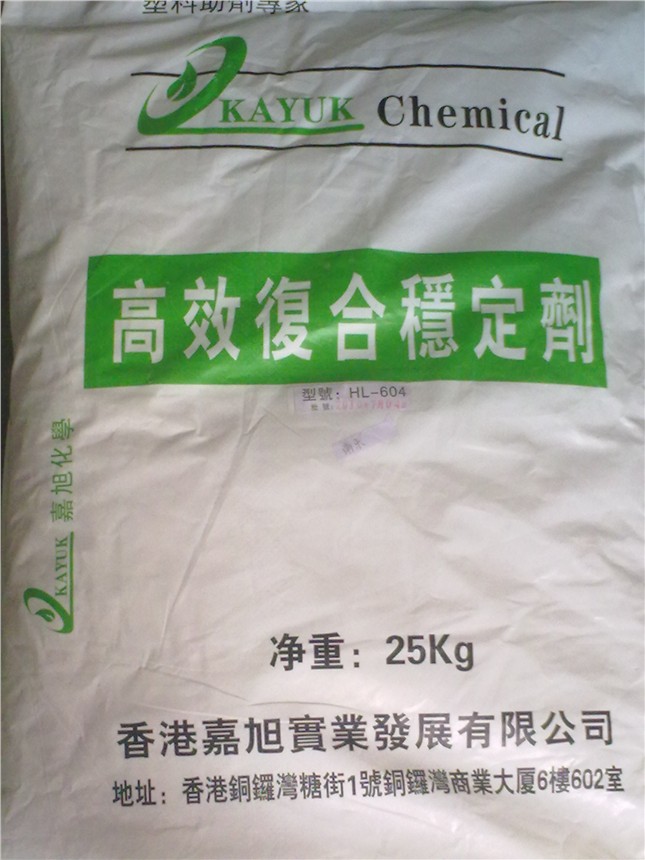 塑料助劑專家
KAYUK Chemical
高效復合穩定劑
型號：HL-604
批號：
KAYUK 嘉旭化學
净重：25Kg
香港嘉旭實業發展有限公司
地址：香港銅鑼灣糖街1號銅鑼灣商業大厦6樓602室